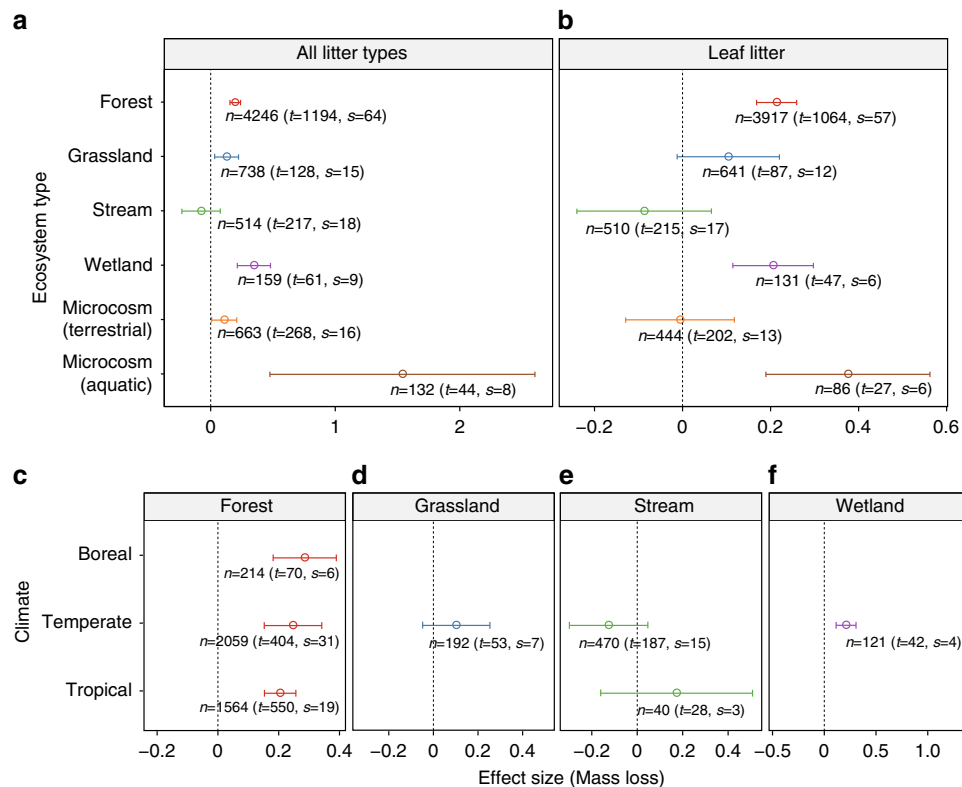 a
b
All litter types
Leaf litter
Ecosystem type
Forest
n=4246 (t=1194, s=64)
n=3917 (t=1064, s=57)
Grassland
n=738 (t=128, s=15)
n=641 (t=87, s=12)
Stream
n=514 (t=217, s=18)
n=510 (t=215, s=17)
Wetland
n=159 (t=61, s=9)
n=131 (t=47, s=6)
Microcosm
(terrestrial)
n=663 (t=268, s=16)
n=444 (t=202, s=13)
Microcosm
(aquatic)
n=132 (t=44, s=8)
n=86 (t=27, s=6)
0 1 2
−0.2 0 0.2 0.4 0.6
c
d
e
f
Forest
Grassland
Stream
Wetland
Climate
Boreal
n=214 (t=70, s=6)
Temperate
n=2059 (t=404, s=31)
n=192 (t=53, s=7)
n=470 (t=187, s=15)
n=121 (t=42, s=4)
Tropical
n=1564 (t=550, s=19)
n=40 (t=28, s=3)
−0.2 0 0.2 0.4
−0.2 0 0.2 0.4
−0.2 0 0.2 0.4
−0.5 0 0.5 1.0
Effect size (Mass loss)